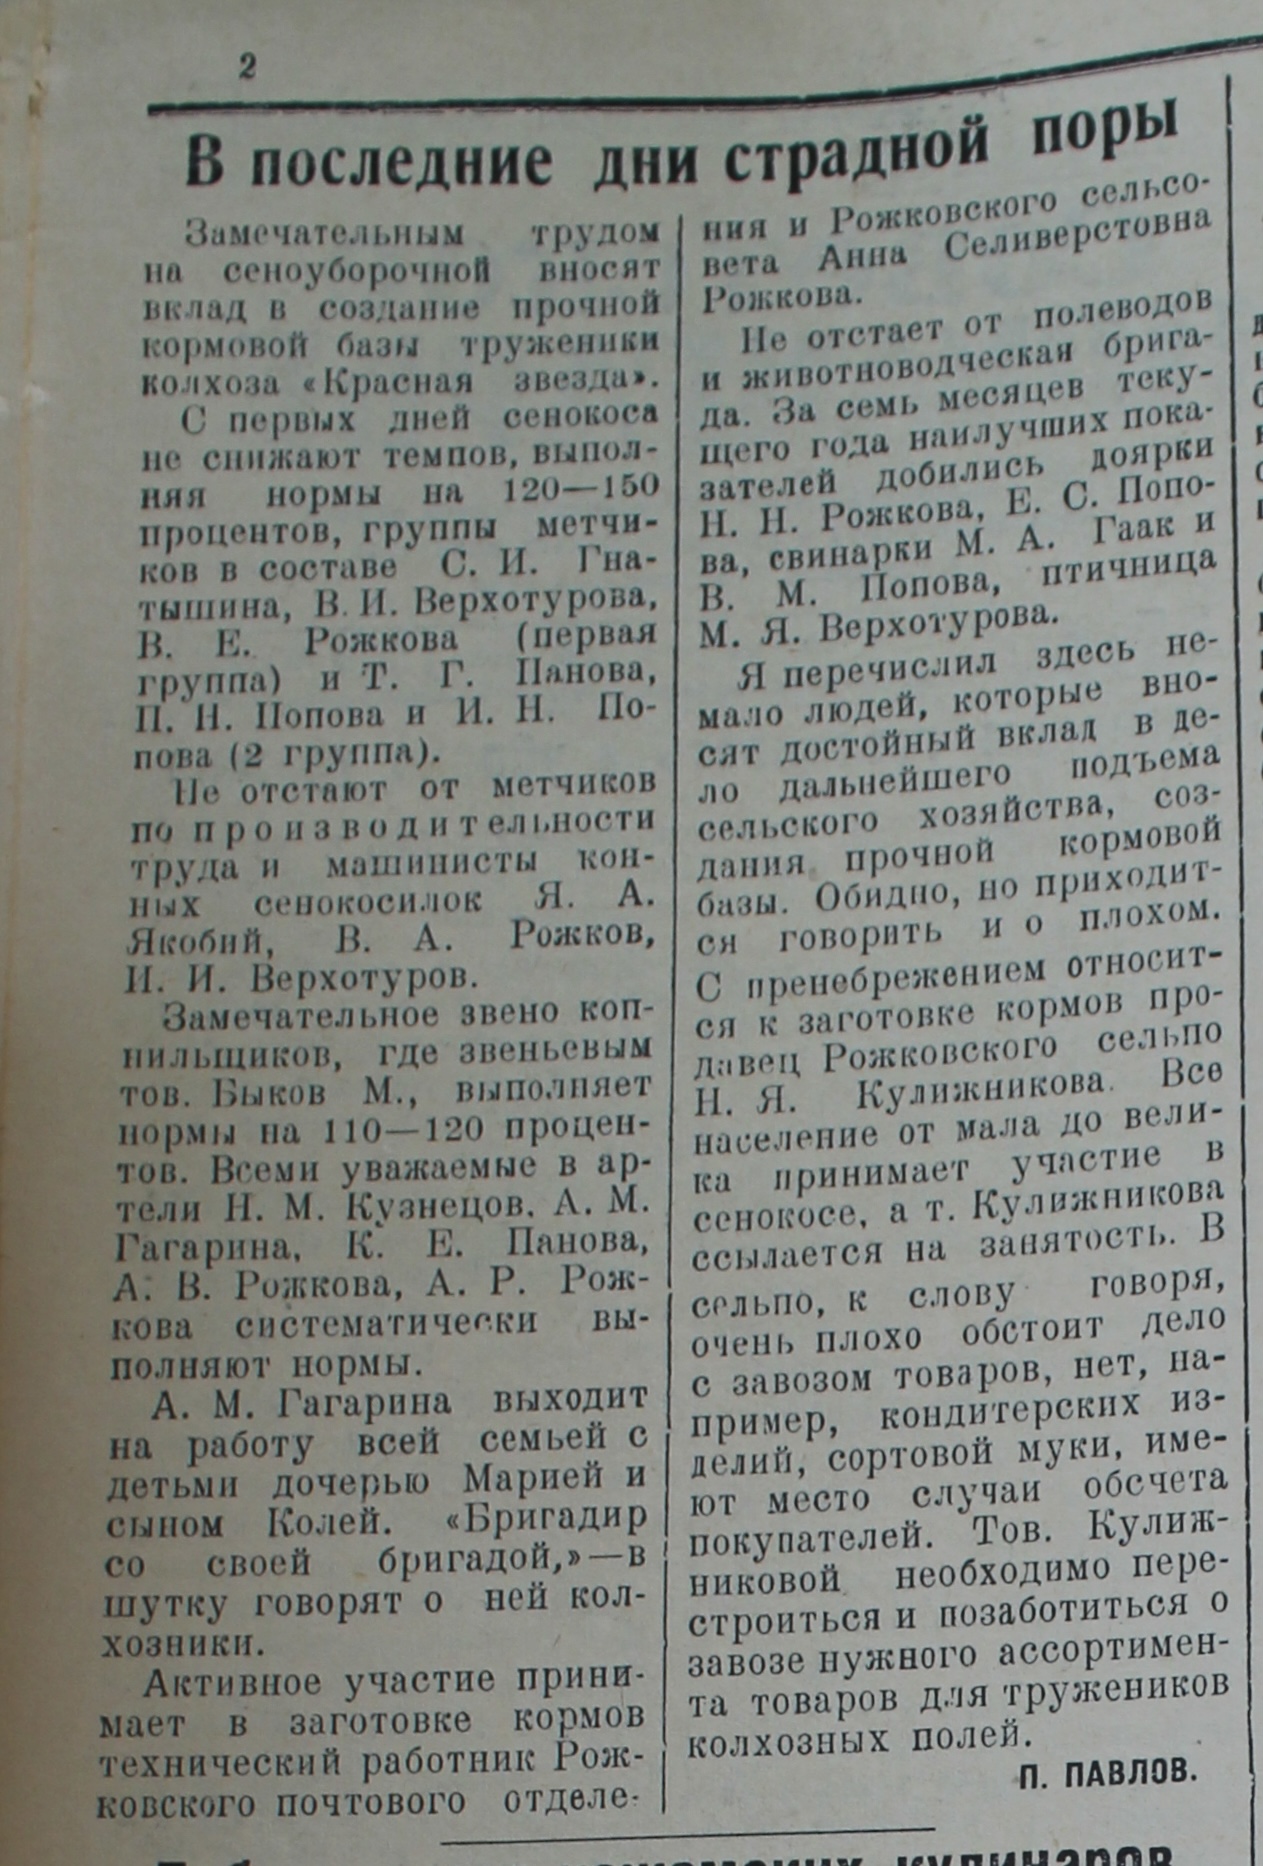 2
В последние дни страдной поры
Замечательным трудом
на сеноуборочной вносят
вклад в создание прочной
кормовой базы труженики
колхоза «Красная звезда».
С первых дней сенокоса
не снижают темпов, выпол-
няя нормы на 120—150
процентов, группы метчи-
ков в составе С. И. Гна-
тышина, В. И. Верхотурова,
В. Е. Рожкова (первая
группа) и Т. Г. Панова,
П. Н. Попова и И. Н. По-
пова (2 группа).
Не отстают от метчиков
по производительности
труда и машинисты кон-
ных сенокосилок Я. А.
Якобий, В. А. Рожков,
И. И. Верхотуров.
Замечательное звено коп-
нильщиков, где звеньевым
тов. Быков М., выполняет
нормы на 110—120 процен-
тов. Всеми уважаемые в ар-
тели Н. М. Кузнецов, А. М.
Гагарина, К. Е. Панова,
А. В. Рожкова, А. Р. Рож-
кова систематически вы-
полняют нормы.
А. М. Гагарина выходит
на работу всей семьей с
детьми дочерью Марией и
сыном Колей. «Бригадир
со своей бригадой,»—в
шутку говорят о ней кол-
хозники.
Активное участие прини-
мает в заготовке кормов
технический работник Рож-
ковского почтового отделе-
ния и Рожковского сельсо-
вета Анна Селиверстовна
Рожкова.
Не отстает от полеводов
и животноводческая брига-
да. За семь месяцев теку-
щего года наилучших пока-
зателей добились доярки
Н. Н. Рожкова, Е. С. Попо-
ва, свинарки М. А. Гаак и
В. М. Попова, птичница
М. Я. Верхотурова.
Я перечислил здесь не-
мало людей, которые вно-
сят достойный вклад в де-
ло дальнейшего подъема
сельского хозяйства, соз-
дания прочной кормовой
базы. Обидно, но приходит-
ся говорить и о плохом.
С пренебрежением относит-
ся к заготовке кормов про-
давец Рожковского сельпо
Н. Я. Кулижникова. Все
население от мала до вели-
ка принимает участие в
сенокосе, а т. Кулижникова
ссылается на занятость. В
сельпо, к слову говоря,
очень плохо обстоит дело
с завозом товаров, нет, на-
пример, кондитерских из-
делий, сортовой муки, име-
ют место случаи обсчета
покупателей. Тов. Кулиж-
никовой необходимо пере-
строиться и позаботиться о
завозе нужного ассортимен-
та товаров для тружеников
колхозных полей.
П. ПАВЛОВ.
кулинаров